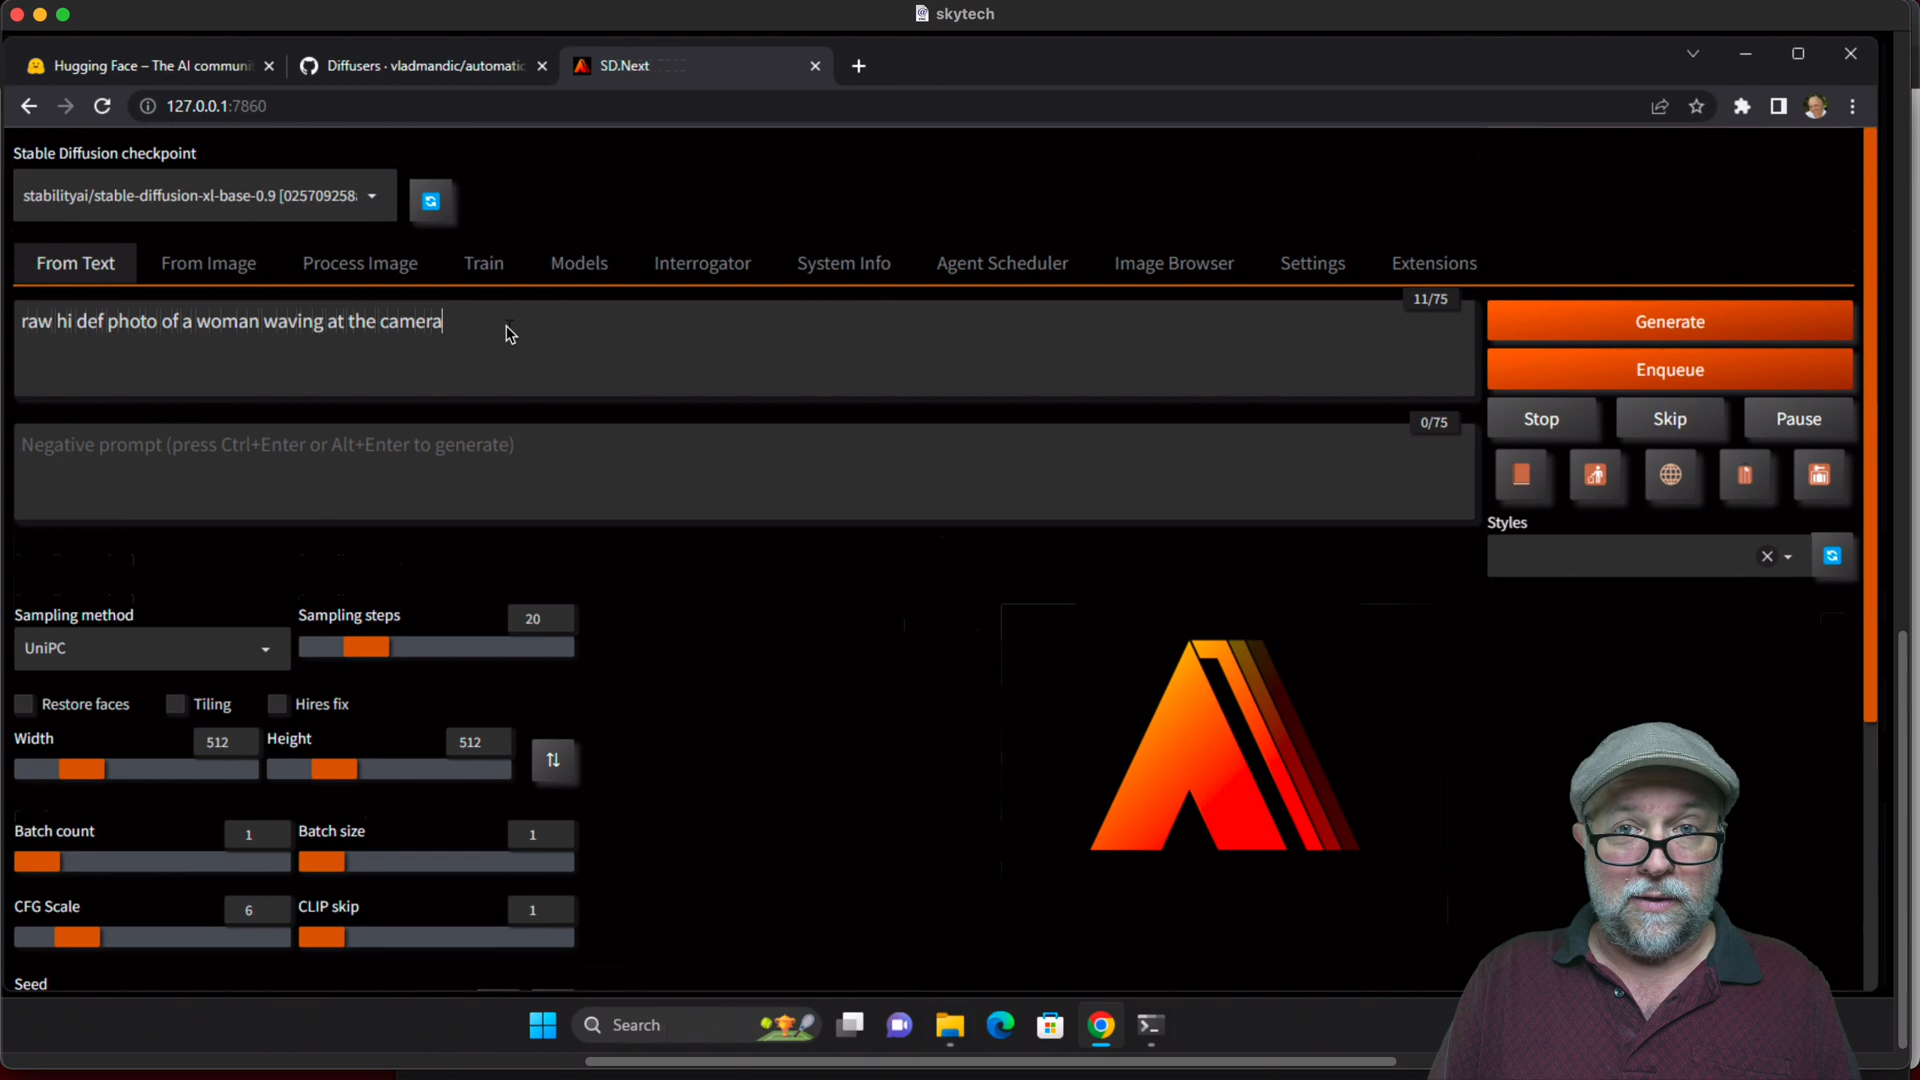 skytech
Hugging Face – The AI communi
Diffusers · vladmandic/automatic
SD.Next
127.0.0.1:7860
Stable Diffusion checkpoint
stabilityai/stable-diffusion-xl-base-0.9 [025709258
From Text
From Image
Process Image
Train
Models
Interrogator
System Info
Agent Scheduler
Image Browser
Settings
Extensions
11/75
raw hi def photo of a woman waving at the camera
Generate
Enqueue
0/75
Negative prompt (press Ctrl+Enter or Alt+Enter to generate)
Stop
Skip
Pause
Styles
Sampling method
Sampling steps
20
UniPC
Restore faces
Tiling
Hires fix
Width
512
Height
512
Batch count
1
Batch size
1
CFG Scale
6
CLIP skip
1
Seed
Search